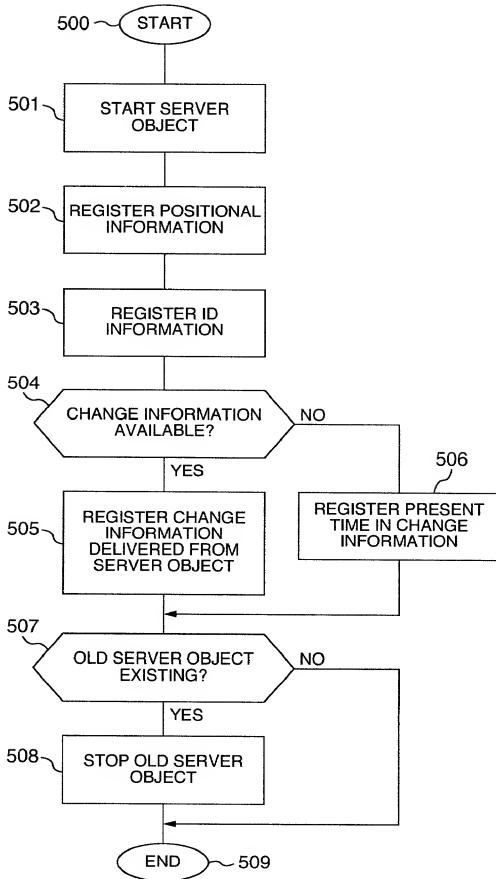 500
START
501
START SERVER
OBJECT
502
REGISTER POSITIONAL
INFORMATION
503
REGISTER ID
INFORMATION
504
CHANGE INFORMATION
AVAILABLE?
NO
YES
506
505
REGISTER CHANGE
INFORMATION
DELIVERED FROM
SERVER OBJECT
REGISTER PRESENT
TIME IN CHANGE
INFORMATION
507
OLD SERVER OBJECT
EXISTING?
NO
YES
508
STOP OLD SERVER
OBJECT
END
509